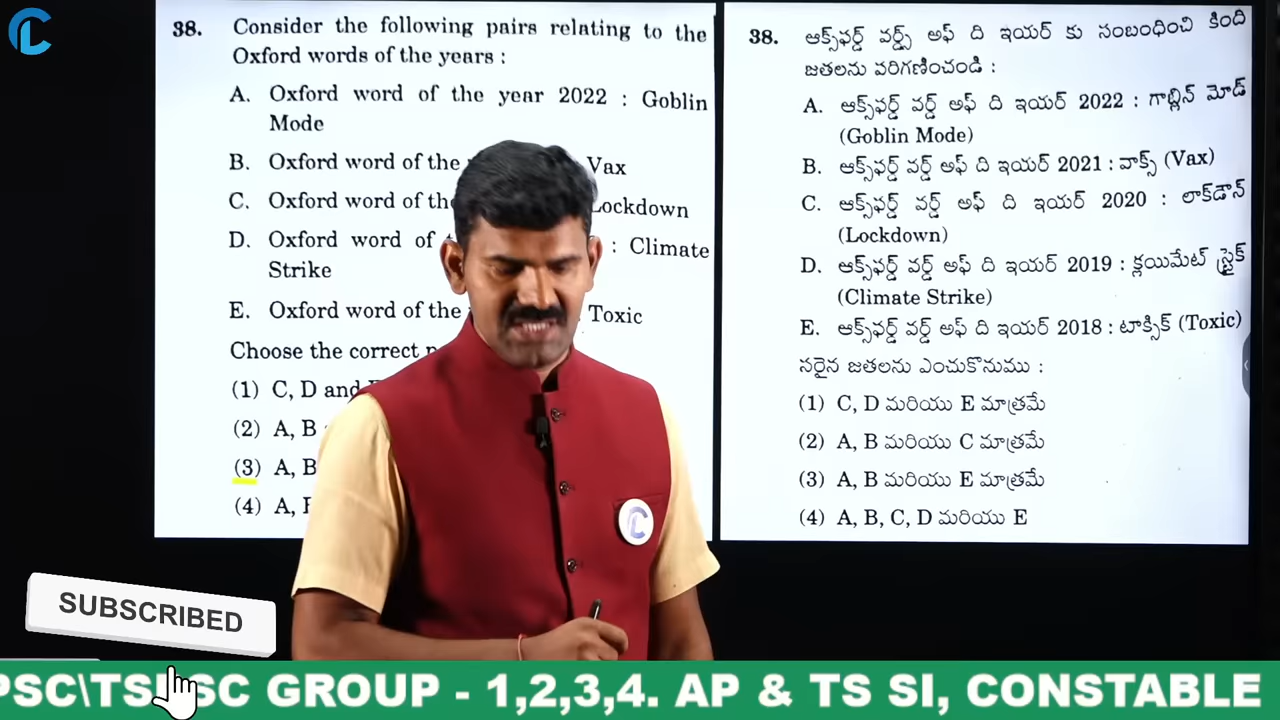 38. Consider the following pairs relating to the
Oxford words of the years :
A. Oxford word of the year 2022 : Goblin
Mode
B. Oxford word of the Vax
C. Oxford word of the Lockdown
D. Oxford word of : Climate
Strike
E. Oxford word of the Toxic
Choose the correct
(1) C, D and
(2) A, B
(3) A, B
(4) A,
38. ఆక్స్‌ఫర్డ్ వర్డ్స్ అఫ్ ది ఇయర్ కు సంబంధించి కింది
జతలను పరిగణించండి :
A. ఆక్స్‌ఫర్డ్ వర్డ్ అఫ్ ది ఇయర్ 2022 : గాబ్లిన్ మోడ్
(Goblin Mode)
B. ఆక్స్‌ఫర్డ్ వర్డ్ అఫ్ ది ఇయర్ 2021 : వాక్స్ (Vax)
C. ఆక్స్‌ఫర్డ్ వర్డ్ అఫ్ ది ఇయర్ 2020 : లాక్‌డౌన్
(Lockdown)
D. ఆక్స్‌ఫర్డ్ వర్డ్ అఫ్ ది ఇయర్ 2019 : క్లయిమేట్ స్ట్రైక్
(Climate Strike)
E. ఆక్స్‌ఫర్డ్ వర్డ్ అఫ్ ది ఇయర్ 2018 : టాక్సిక్ (Toxic)
సరైన జతలను ఎంచుకొనుము :
(1) C, D మరియు E మాత్రమే
(2) A, B మరియు C మాత్రమే
(3) A, B మరియు E మాత్రమే
(4) A, B, C, D మరియు E
SUBSCRIBED
PSC\TS SC GROUP - 1,2,3,4. AP & TS SI, CONSTABLE